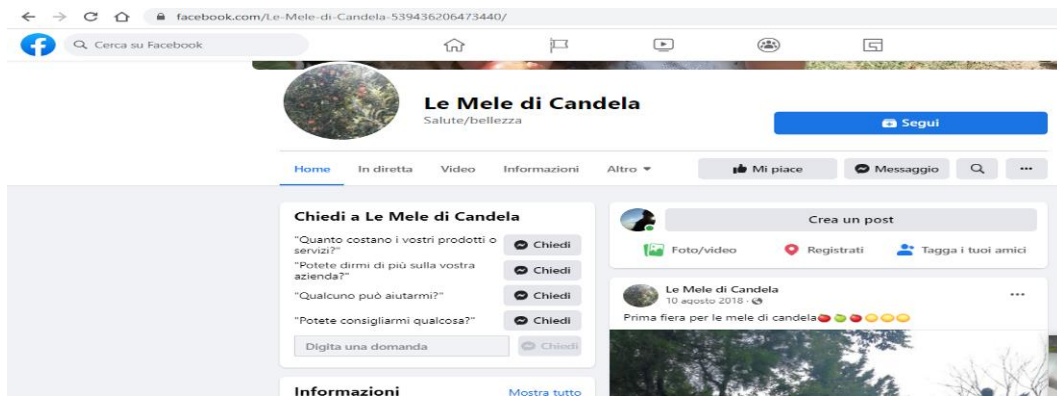 facebook.com/Le-Mele-di-Candela-539436206473440/
Cerca su Facebook
Le Mele di Candela
Salute/bellezza
Segui
Home In diretta Video Informazioni Altro
Mi piace Messaggio
Chiedi a Le Mele di Candela
"Quanto costano i vostri prodotti o
servizi?"
Chiedi
"Potete dirmi di più sulla vostra
azienda?"
Chiedi
"Qualcuno può aiutarmi?"
Chiedi
"Potete consigliarmi qualcosa?"
Chiedi
Digita una domanda
Chiedi
Informazioni
Mostra tutto
Crea un post
Foto/video Registrati Tagga i tuoi amici
Le Mele di Candela
10 agosto 2018
Prima fiera per le mele di candela🍎🍏🍎😊😊😊